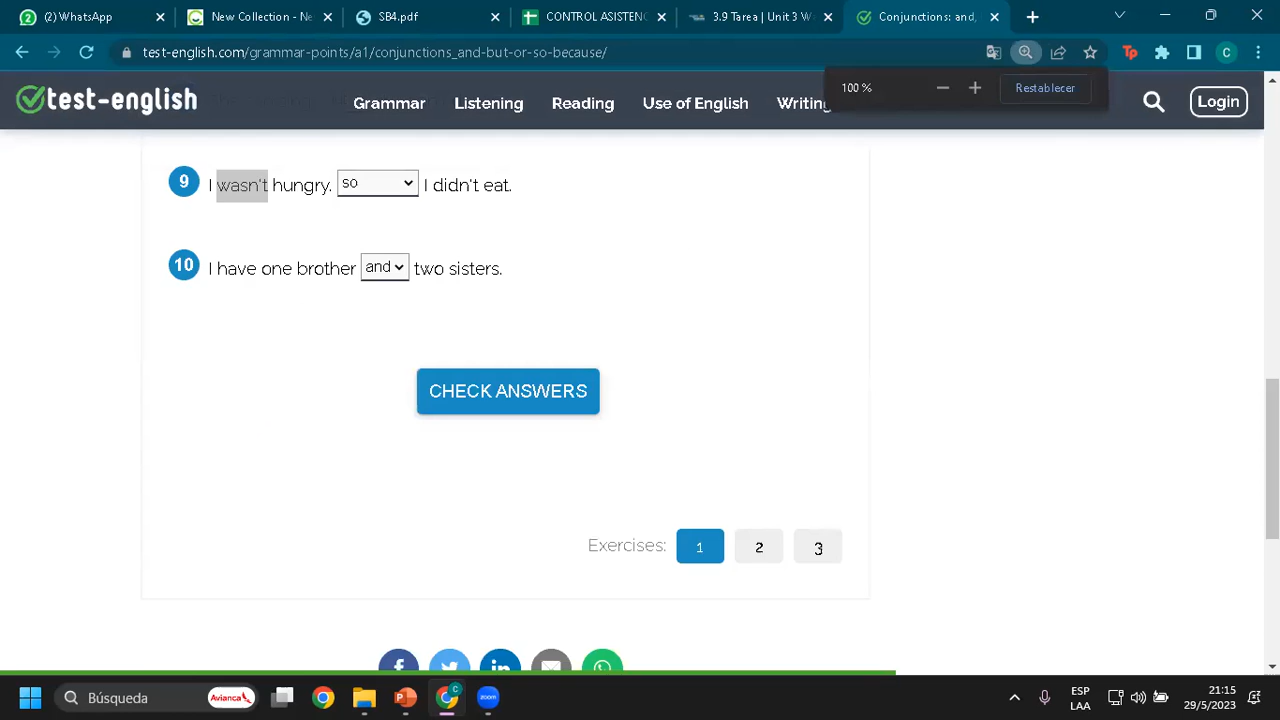 (2) WhatsApp
New Collection - Ne
SB4.pdf
CONTROL ASISTENC
3.9 Tarea | Unit 3 W
Conjunctions: and,
test-english.com/grammar-points/a1/conjunctions_and-but-or-so-because/
C
100 %
Restablecer
test-english
Grammar
Listening
Reading
Use of English
Writing
Login
9 I wasn't hungry. so I didn't eat.
10 I have one brother and two sisters.
CHECK ANSWERS
Exercises: 1 2 3
Búsqueda
Avianca
zoom
ESP
LAA
21:15
29/5/2023